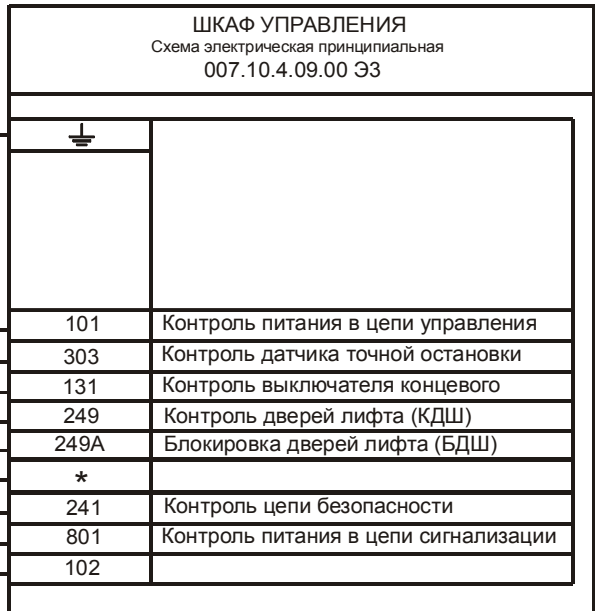 ШКАФ УПРАВЛЕНИЯ
Схема электрическая принципиальная
007.10.4.09.00 ЭЗ
101 Контроль питания в цепи управления
303 Контроль датчика точной остановки
131 Контроль выключателя концевого
249 Контроль дверей лифта (КДШ)
249А Блокировка дверей лифта (БДШ)
*
241 Контроль цепи безопасности
801 Контроль питания в цепи сигнализации
102